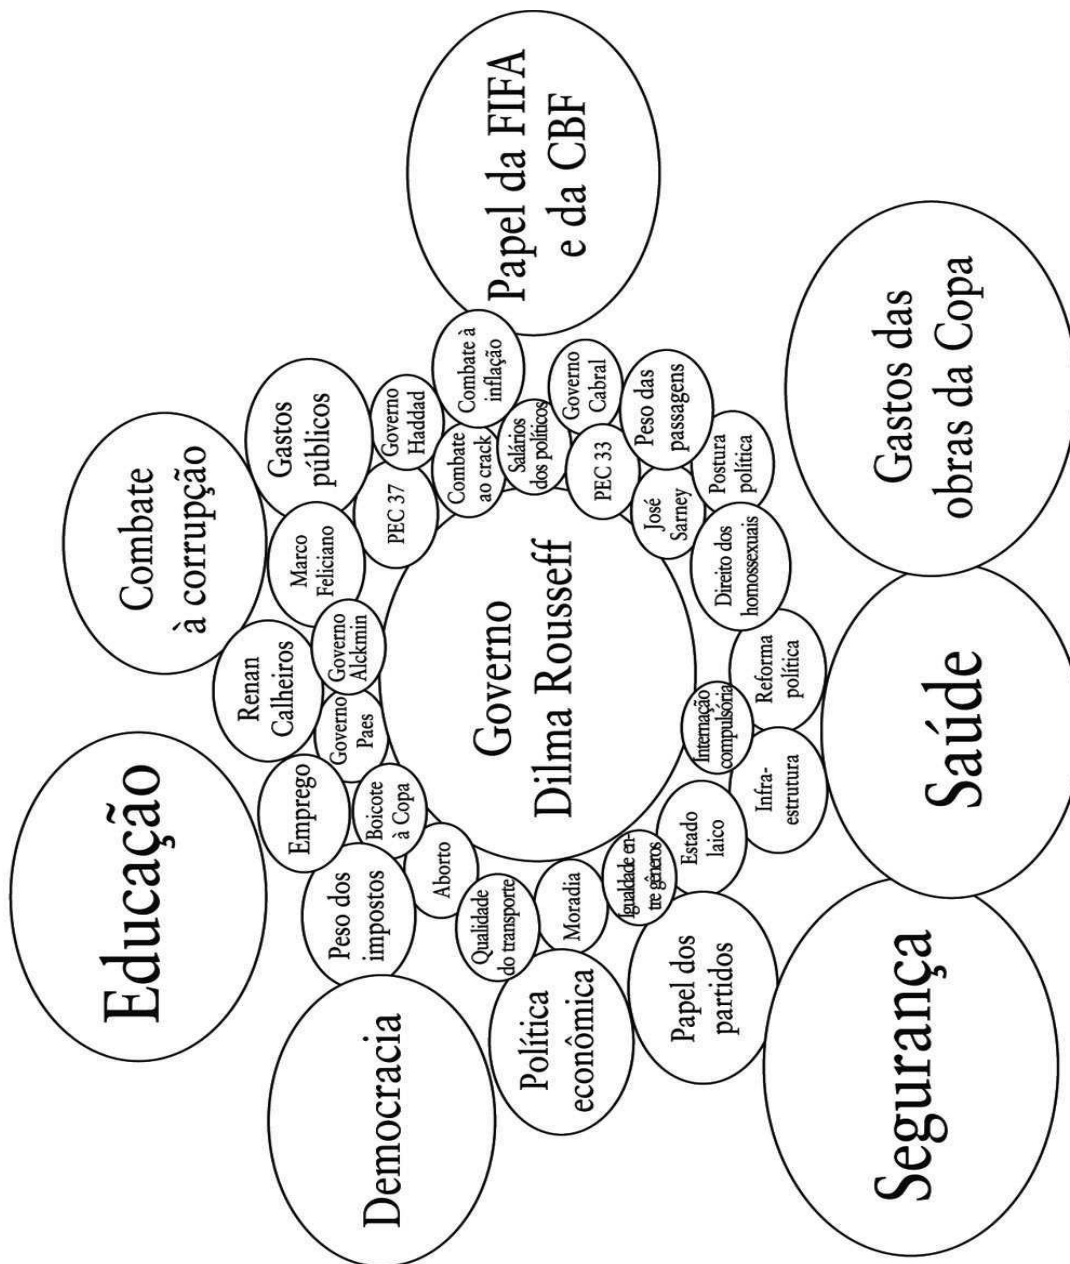 Educação
Combate
à corrupção
Papel da FIFA
e da CBF
Democracia
Peso dos
impostos
Emprego
Renan
Calheiros
Marco
Feliciano
Gastos
públicos
Boicote
à Copa
Governo
Paes
Governo
Alckmin
PEC 37
Governo
Haddad
Aborto
Combate
ao crack
Combate à
inflação
Qualidade
do transporte
Salários
dos políticos
Governo
Dilma Rousseff
Política
econômica
Moradia
PEC 33
Governo
Cabral
Igualdade en-
tre gêneros
José
Sarney
Peso das
passagens
Papel dos
partidos
Estado
laico
Internação
compulsória
Direito dos
homossexuais
Postura
política
Infra-
estrutura
Reforma
política
Segurança
Saúde
Gastos das
obras da Copa